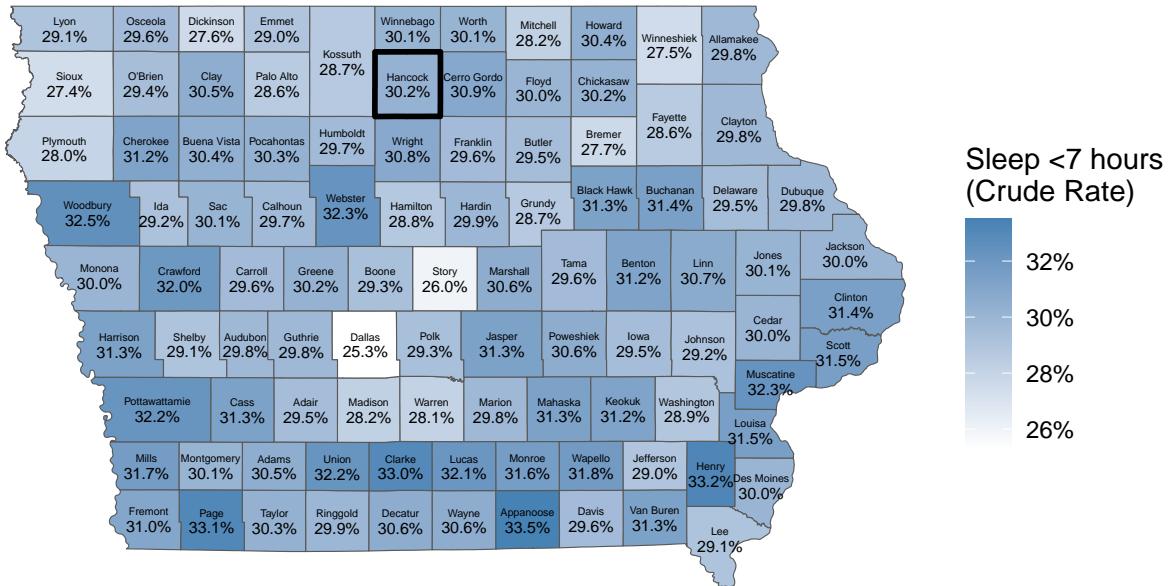 Lyon
29.1%
Osceola
29.6%
Dickinson
27.6%
Emmet
29.0%
Kossuth
28.7%
Winnebago
30.1%
Worth
30.1%
Mitchell
28.2%
Howard
30.4%
Winneshiek
27.5%
Allamakee
29.8%
Sioux
27.4%
O'Brien
29.4%
Clay
30.5%
Palo Alto
28.6%
Hancock
30.2%
Cerro Gordo
30.9%
Floyd
30.0%
Chickasaw
30.2%
Fayette
28.6%
Clayton
29.8%
Plymouth
28.0%
Cherokee
31.2%
Buena Vista
30.4%
Pocahontas
30.3%
Humboldt
29.7%
Wright
30.8%
Franklin
29.6%
Butler
29.5%
Bremer
27.7%
Woodbury
32.5%
Ida
29.2%
Sac
30.1%
Calhoun
29.7%
Webster
32.3%
Hamilton
28.8%
Hardin
29.9%
Grundy
28.7%
Black Hawk
31.3%
Buchanan
31.4%
Delaware
29.5%
Dubuque
29.8%
Monona
30.0%
Crawford
32.0%
Carroll
29.6%
Greene
30.2%
Boone
29.3%
Story
26.0%
Marshall
30.6%
Tama
29.6%
Benton
31.2%
Linn
30.7%
Jones
30.1%
Jackson
30.0%
Clinton
31.4%
Harrison
31.3%
Shelby
29.1%
Audubon
29.8%
Guthrie
29.8%
Dallas
25.3%
Polk
29.3%
Jasper
31.3%
Poweshiek
30.6%
Iowa
29.5%
Johnson
29.2%
Cedar
30.0%
Scott
31.5%
Muscatine
32.3%
Pottawattamie
32.2%
Cass
31.3%
Adair
29.5%
Madison
28.2%
Warren
28.1%
Marion
29.8%
Mahaska
31.3%
Keokuk
31.2%
Washington
28.9%
Louisa
31.5%
Mills
31.7%
Montgomery
30.1%
Adams
30.5%
Union
32.2%
Clarke
33.0%
Lucas
32.1%
Monroe
31.6%
Wapello
31.8%
Jefferson
29.0%
Henry
33.2%
Des Moines
30.0%
Fremont
31.0%
Page
33.1%
Taylor
30.3%
Ringgold
29.9%
Decatur
30.6%
Wayne
30.6%
Appanoose
33.5%
Davis
29.6%
Van Buren
31.3%
Lee
29.1%
Sleep <7 hours
(Crude Rate)
32%
30%
28%
26%